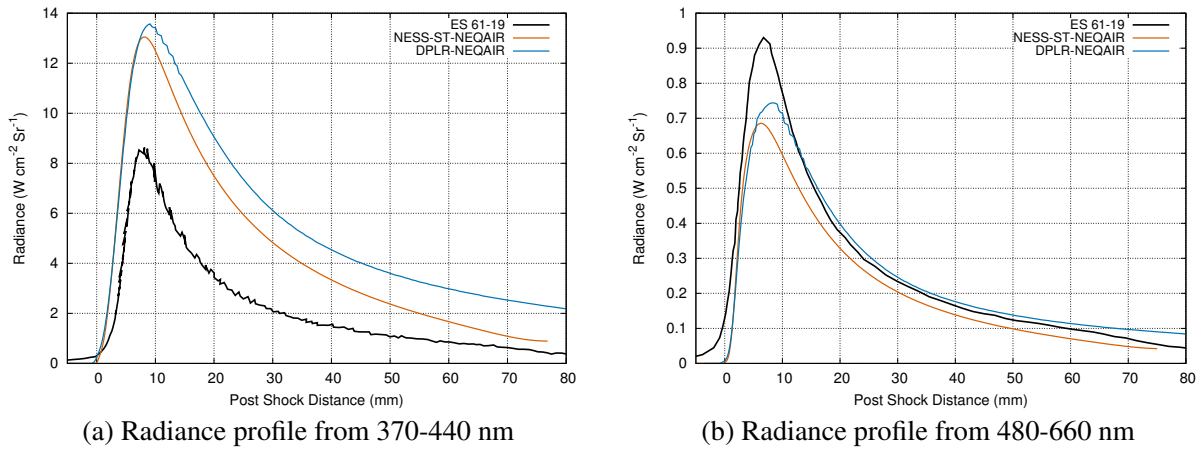 14
12
10
8
6
4
2
0
Radiance (W cm-2 Sr-1)
ES 61-19
NESS-ST-NEQAIR
DPLR-NEQAIR
0 10 20 30 40 50 60 70 80
Post Shock Distance (mm)
(a) Radiance profile from 370-440 nm
1
0.9
0.8
0.7
0.6
0.5
0.4
0.3
0.2
0.1
0
Radiance (W cm-2 Sr-1)
ES 61-19
NESS-ST-NEQAIR
DPLR-NEQAIR
0 10 20 30 40 50 60 70 80
Post Shock Distance (mm)
(b) Radiance profile from 480-660 nm